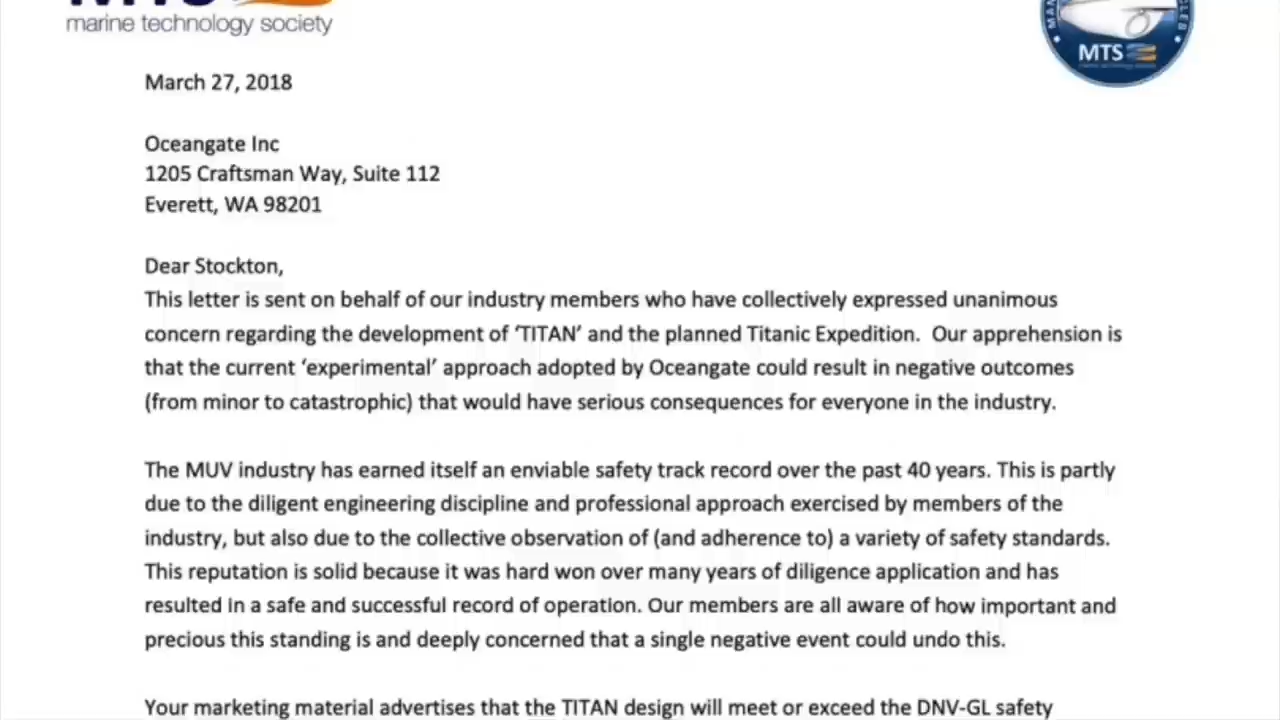 MTS
marine technology society
MTS
March 27, 2018
Oceangate Inc
1205 Craftsman Way, Suite 112
Everett, WA 98201
Dear Stockton,
This letter is sent on behalf of our industry members who have collectively expressed unanimous
concern regarding the development of ‘TITAN’ and the planned Titanic Expedition.  Our apprehension is
that the current ‘experimental’ approach adopted by Oceangate could result in negative outcomes
(from minor to catastrophic) that would have serious consequences for everyone in the industry.
The MUV industry has earned itself an enviable safety track record over the past 40 years. This is partly
due to the diligent engineering discipline and professional approach exercised by members of the
industry, but also due to the collective observation of (and adherence to) a variety of safety standards.
This reputation is solid because it was hard won over many years of diligence application and has
resulted in a safe and successful record of operation. Our members are all aware of how important and
precious this standing is and deeply concerned that a single negative event could undo this.
Your marketing material advertises that the TITAN design will meet or exceed the DNV-GL safety